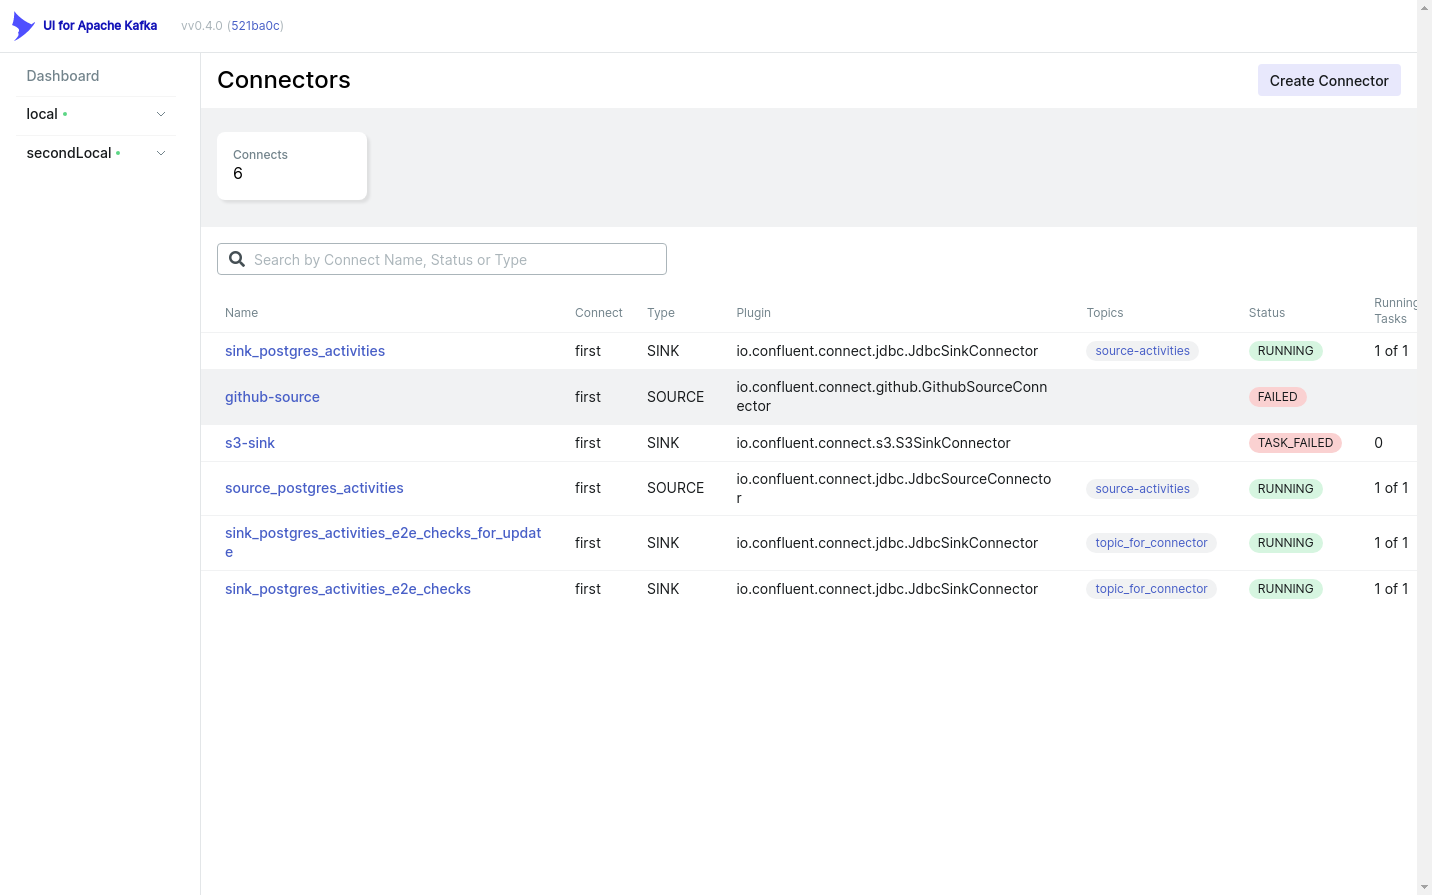 UI for Apache Kafka
vv0.4.0 (521ba0c)
Dashboard
local
secondLocal
Connectors
Create Connector
Connects
6
Search by Connect Name, Status or Type
Name Connect Type Plugin Topics Status Running Tasks
sink_postgres_activities first SINK io.confluent.connect.jdbc.JdbcSinkConnector source-activities RUNNING 1 of 1
github-source first SOURCE io.confluent.connect.github.GithubSourceConn
ector FAILED
s3-sink first SINK io.confluent.connect.s3.S3SinkConnector TASK_FAILED 0
source_postgres_activities first SOURCE io.confluent.connect.jdbc.JdbcSourceConnecto
r source-activities RUNNING 1 of 1
sink_postgres_activities_e2e_checks_for_updat
e first SINK io.confluent.connect.jdbc.JdbcSinkConnector topic_for_connector RUNNING 1 of 1
sink_postgres_activities_e2e_checks first SINK io.confluent.connect.jdbc.JdbcSinkConnector topic_for_connector RUNNING 1 of 1